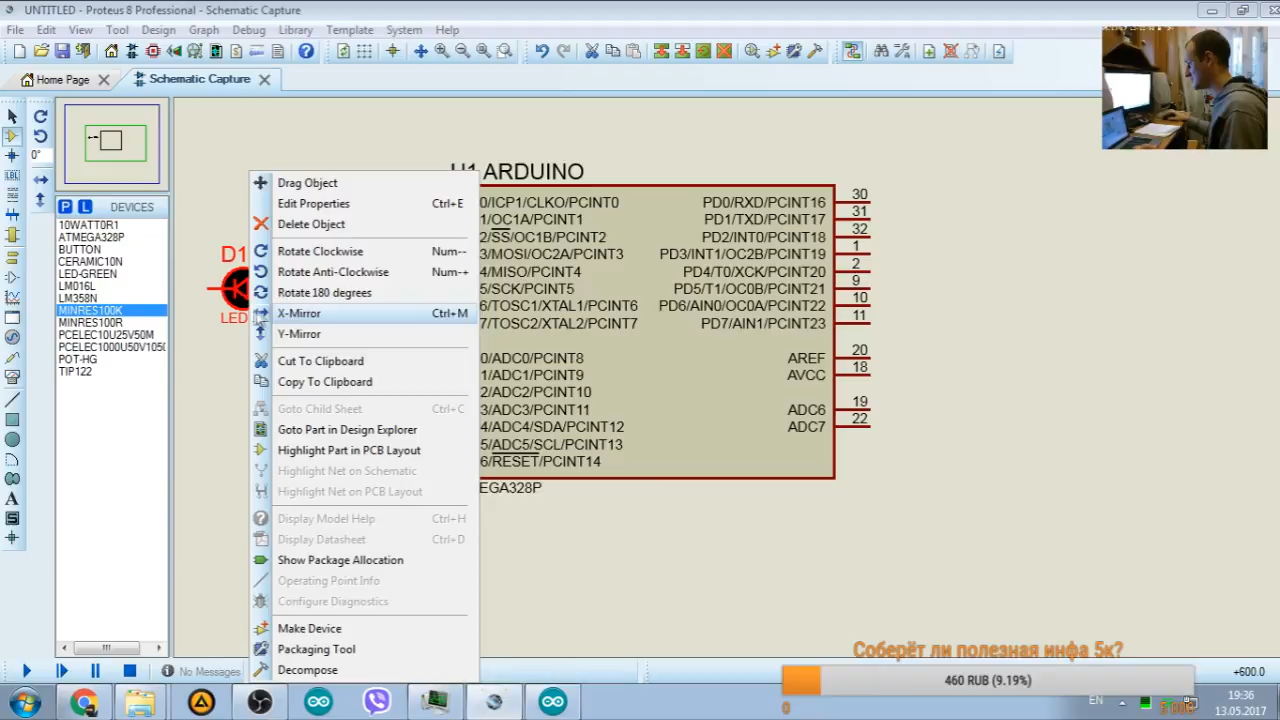 UNTITLED - Proteus 8 Professional - Schematic Capture
File Edit View Tool Design Graph Debug Library Template System Help
Home Page
Schematic Capture
0°
LBL
P L DEVICES
10WATT0R1
ATMEGA328P
BUTTON
CERAMIC10N
LED-GREEN
LM016L
LM358N
MINRES100K
MINRES100R
PCELEC10U25V50M
PCELEC1000U50V105C
POT-HG
TIP122
A
Drag Object
Edit Properties Ctrl+E
Delete Object
Rotate Clockwise Num--
Rotate Anti-Clockwise Num-+
Rotate 180 degrees
X-Mirror Ctrl+M
Y-Mirror
Cut To Clipboard
Copy To Clipboard
Goto Child Sheet Ctrl+C
Goto Part in Design Explorer
Highlight Part in PCB Layout
Highlight Net on Schematic
Highlight Net on PCB Layout
Display Model Help Ctrl+H
Display Datasheet Ctrl+D
Show Package Allocation
Operating Point Info
Configure Diagnostics
Make Device
Packaging Tool
Decompose
D1
LED
U1 ARDUINO
0/ICP1/CLKO/PCINT0 PD0/RXD/PCINT16 30
1/OC1A/PCINT1 PD1/TXD/PCINT17 31
2/SS/OC1B/PCINT2 PD2/INT0/PCINT18 32
3/MOSI/OC2A/PCINT3 PD3/INT1/OC2B/PCINT19 1
4/MISO/PCINT4 PD4/T0/XCK/PCINT20 2
5/SCK/PCINT5 PD5/T1/OC0B/PCINT21 9
6/TOSC1/XTAL1/PCINT6 PD6/AIN0/OC0A/PCINT22 10
7/TOSC2/XTAL2/PCINT7 PD7/AIN1/PCINT23 11
0/ADC0/PCINT8 AREF 20
1/ADC1/PCINT9 AVCC 18
2/ADC2/PCINT10
3/ADC3/PCINT11 ADC6 19
4/ADC4/SDA/PCINT12 ADC7 22
5/ADC5/SCL/PCINT13
6/RESET/PCINT14
EGA328P
Соберёт ли полезная инфа 5к?
460 RUB (9.19%)
0
No Messages
+600.0
EN
19:36
13.05.2017